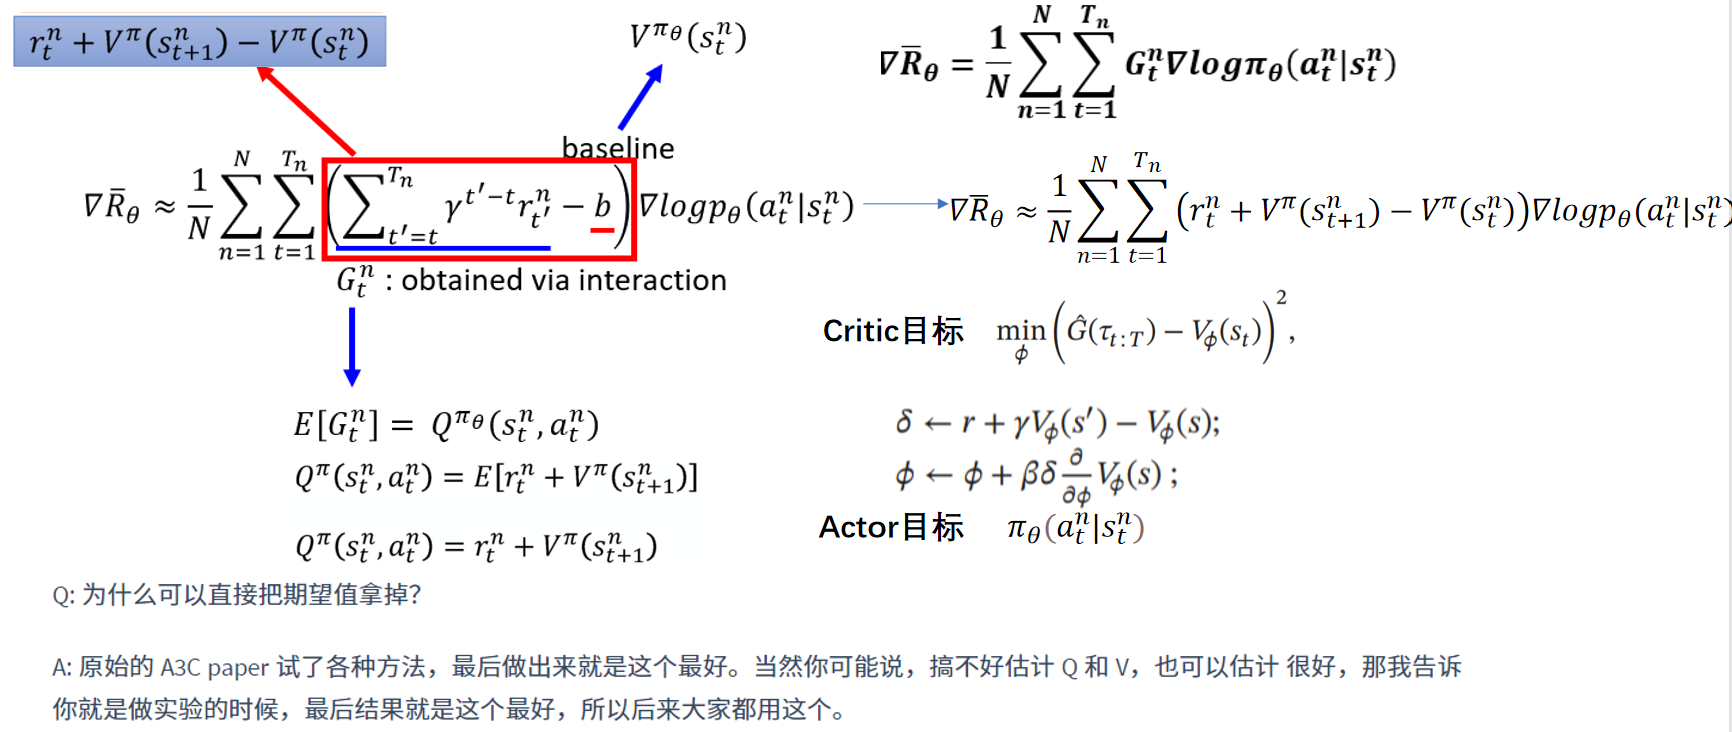 r_t^n + V^π(s_{t+1}^n) − V^π(s_t^n)
V^{π_θ}(s_t^n)
∇R̄_θ = 1/N ∑_{n=1}^{N} ∑_{t=1}^{T_n} G_t^n ∇logπ_θ(a_t^n|s_t^n)
baseline
∇R̄_θ ≈ 1/N ∑_{n=1}^{N} ∑_{t=1}^{T_n} (∑_{t'=t}^{T_n} γ^{t'−t} r_{t'}^n − b) ∇logp_θ(a_t^n|s_t^n)
∇R̄_θ ≈ 1/N ∑_{n=1}^{N} ∑_{t=1}^{T_n} (r_t^n + V^π(s_{t+1}^n) − V^π(s_t^n))∇logp_θ(a_t^n|s_t^n)
G_t^n : obtained via interaction
Critic目标 min_ϕ (Ĝ(τ_{t:T}) − V_ϕ(s_t))^2,
E[G_t^n] = Q^{π_θ}(s_t^n, a_t^n)
Q^π(s_t^n, a_t^n) = E[r_t^n + V^π(s_{t+1}^n)]
Q^π(s_t^n, a_t^n) = r_t^n + V^π(s_{t+1}^n)
δ ← r + γV_ϕ(s') − V_ϕ(s);
ϕ ← ϕ + βδ ∂/∂ϕ V_ϕ(s) ;
Actor目标 π_θ(a_t^n|s_t^n)
Q: 为什么可以直接把期望值拿掉？
A: 原始的 A3C paper 试了各种方法，最后做出来就是这个最好。当然你可能说，搞不好估计 Q 和 V，也可以估计 很好，那我告诉
你就是做实验的时候，最后结果就是这个最好，所以后来大家都用这个。